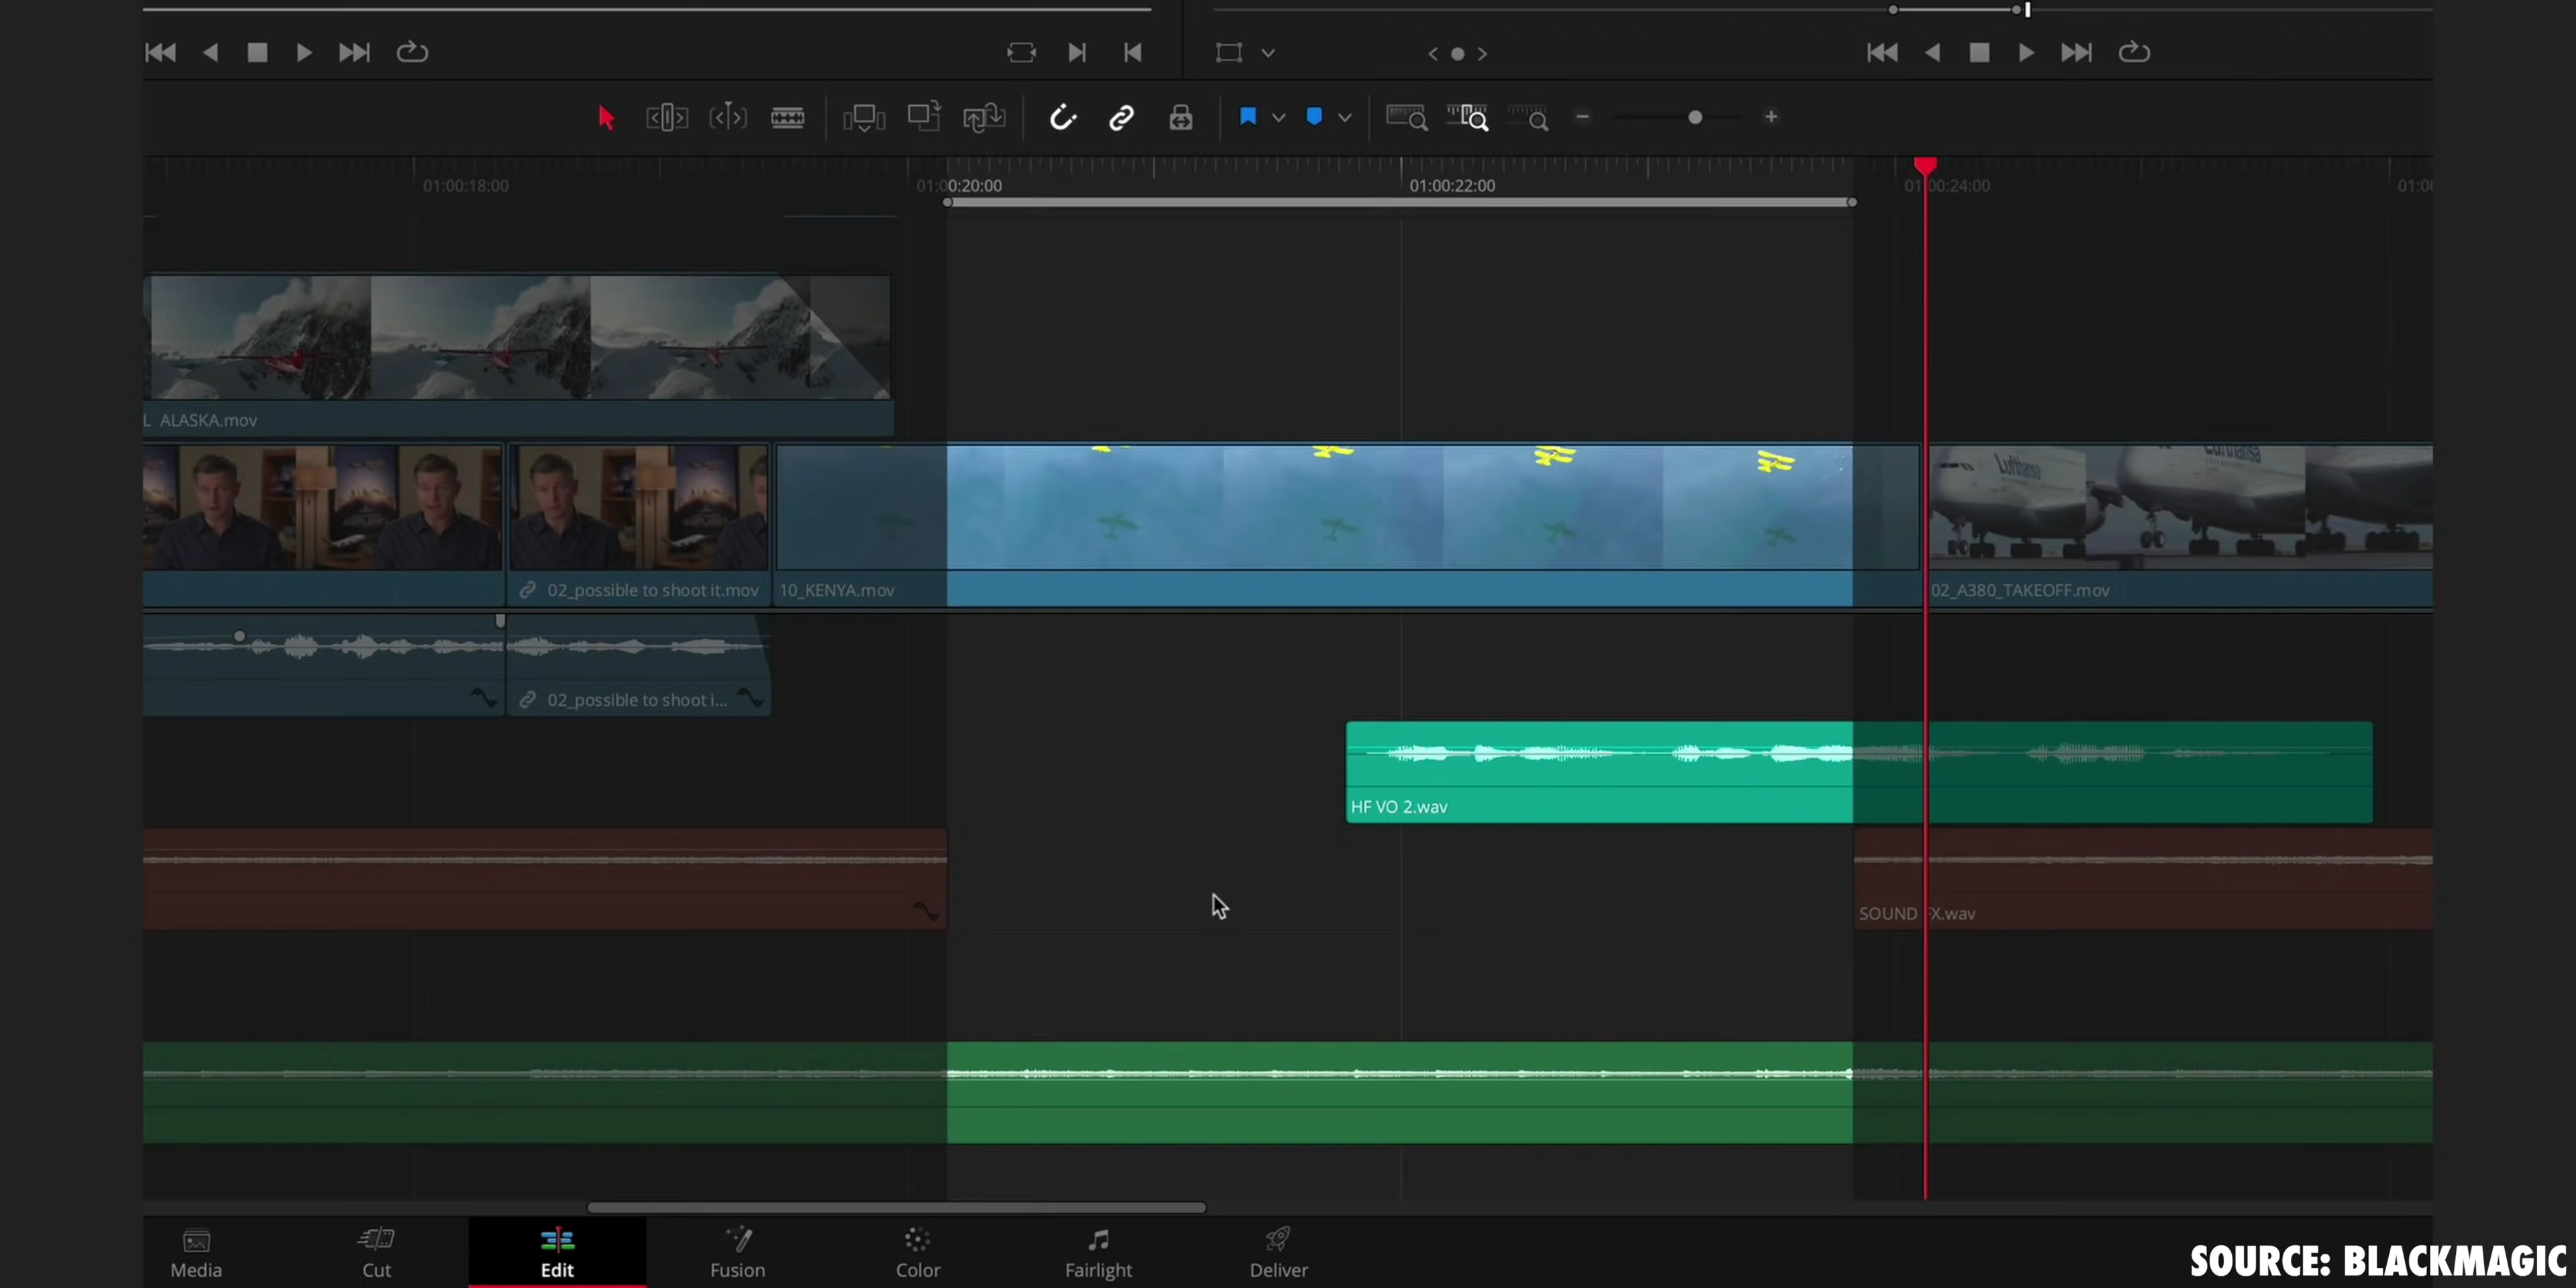 01:00:18:00
01:00:20:00
01:00:22:00
01:00:24:00
L ALASKA.mov
Lufthansa
02_possible to shoot it.mov
10_KENYA.mov
02_A380_TAKEOFF.mov
02_possible to shoot i...
HF VO 2.wav
SOUND FX.wav
Media
Cut
Edit
Fusion
Color
Fairlight
Deliver
SOURCE: BLACKMAGIC